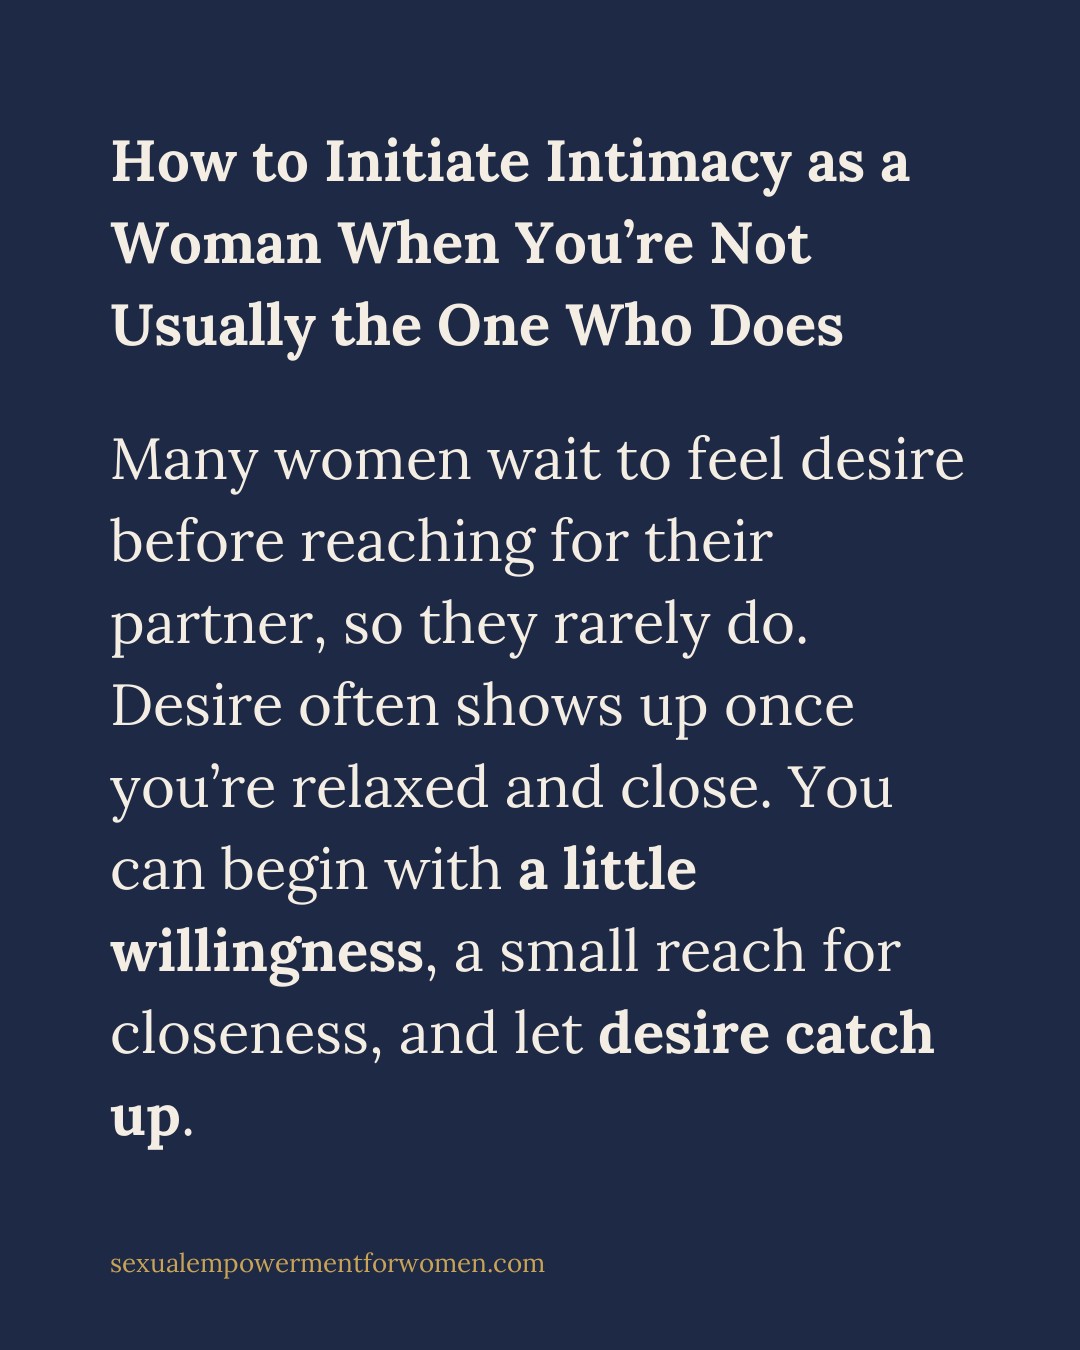 How to Initiate Intimacy as a
Woman When You’re Not
Usually the One Who Does
Many women wait to feel desire
before reaching for their
partner, so they rarely do.
Desire often shows up once
you’re relaxed and close. You
can begin with a little
willingness, a small reach for
closeness, and let desire catch
up.
sexualempowermentforwomen.com